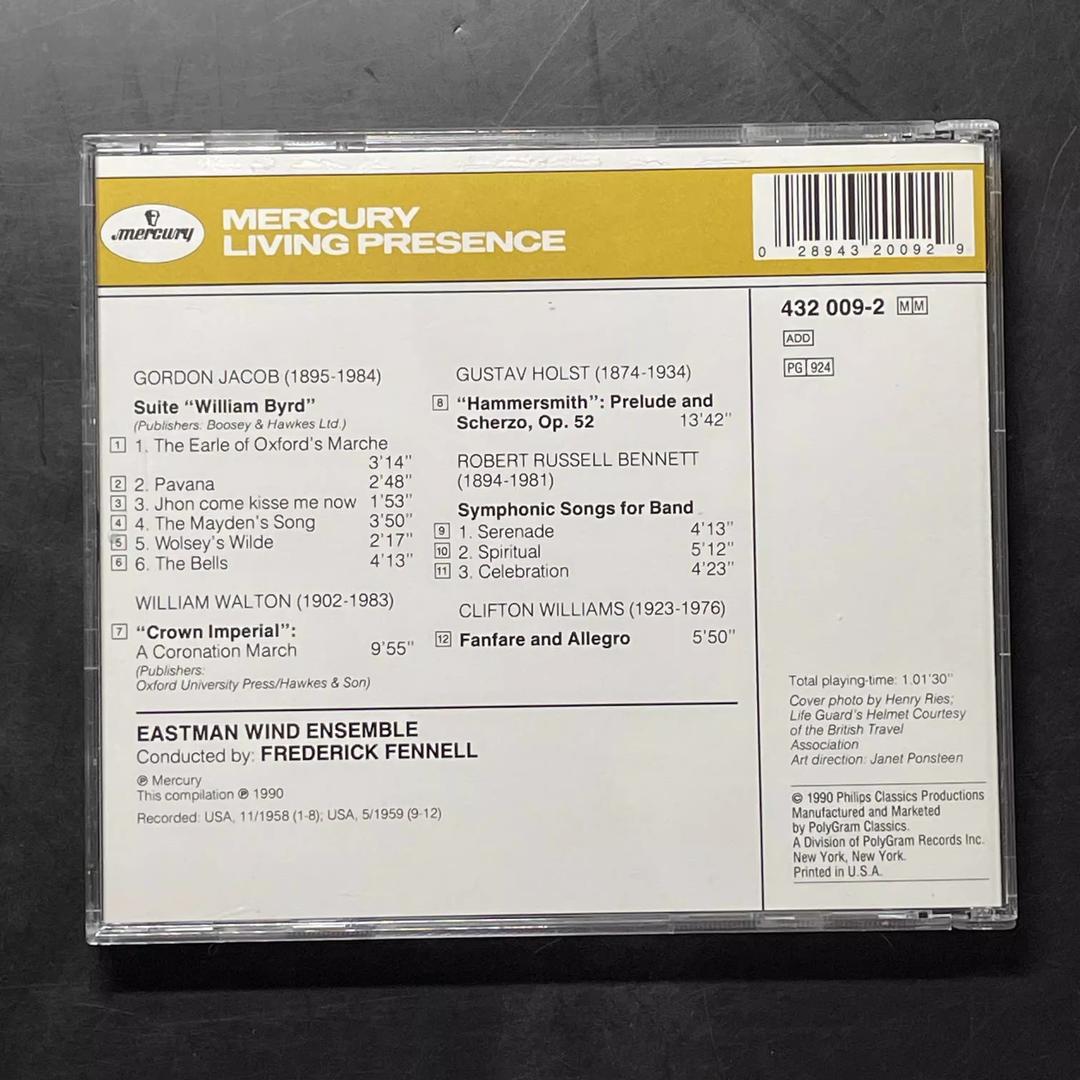 mercury
MERCURY
LIVING PRESENCE
0 28943 20092 9
432 009-2 MM
ADD
PG 924
GORDON JACOB (1895-1984)
Suite “William Byrd”
(Publishers: Boosey & Hawkes Ltd.)
1 1. The Earle of Oxford's Marche
3'14"
2 2. Pavana 2'48"
3 3. Jhon come kisse me now 1'53"
4 4. The Mayden's Song 3'50"
5 5. Wolsey's Wilde 2'17"
6 6. The Bells 4'13"
WILLIAM WALTON (1902-1983)
7 “Crown Imperial”:
A Coronation March 9'55"
(Publishers:
Oxford University Press/Hawkes & Son)
GUSTAV HOLST (1874-1934)
8 “Hammersmith”: Prelude and
Scherzo, Op. 52 13'42"
ROBERT RUSSELL BENNETT
(1894-1981)
Symphonic Songs for Band
9 1. Serenade 4'13"
10 2. Spiritual 5'12"
11 3. Celebration 4'23"
CLIFTON WILLIAMS (1923-1976)
12 Fanfare and Allegro 5'50"
EASTMAN WIND ENSEMBLE
Conducted by: FREDERICK FENNELL
℗ Mercury
This compilation ℗ 1990
Recorded: USA, 11/1958 (1-8); USA, 5/1959 (9-12)
Total playing-time: 1.01'30"
Cover photo by Henry Ries;
Life Guard's Helmet Courtesy
of the British Travel
Association
Art direction: Janet Ponsteen
© 1990 Philips Classics Productions
Manufactured and Marketed
by PolyGram Classics.
A Division of PolyGram Records Inc.
New York, New York.
Printed in U.S.A.